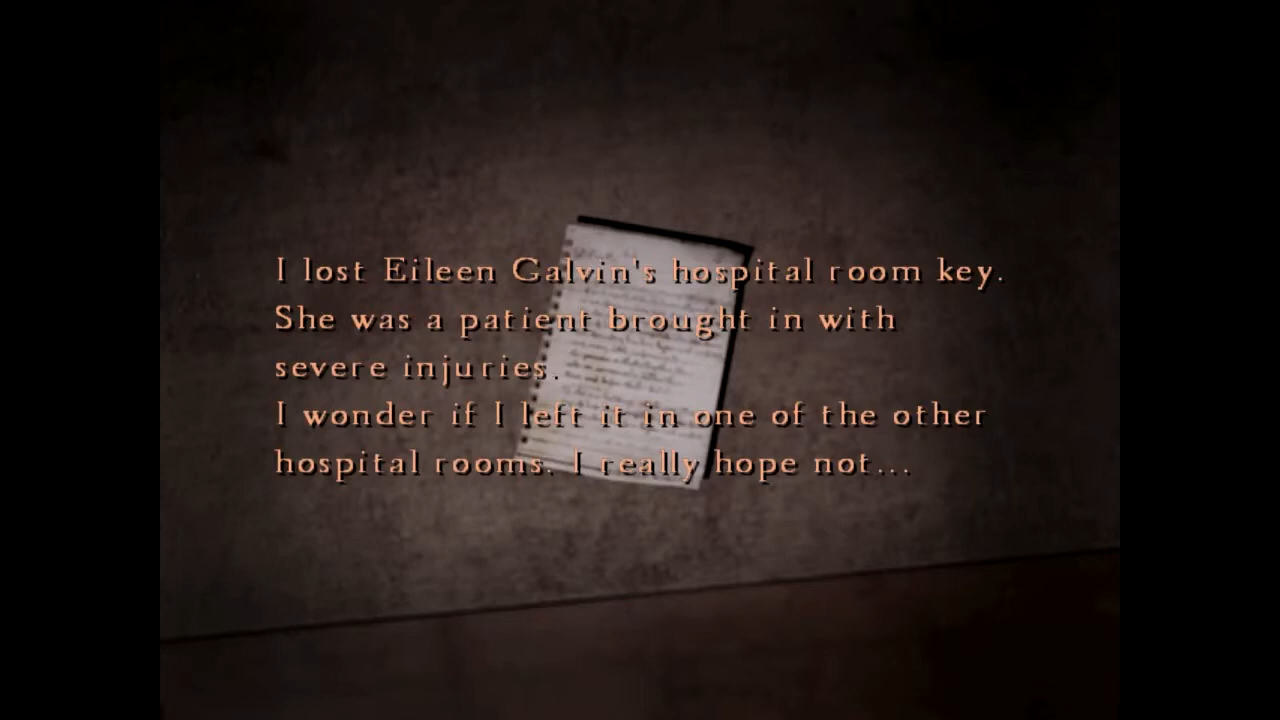 I lost Eileen Galvin's hospital room key.
She was a patient brought in with
severe injuries.
I wonder if I left it in one of the other
hospital rooms. I really hope not...